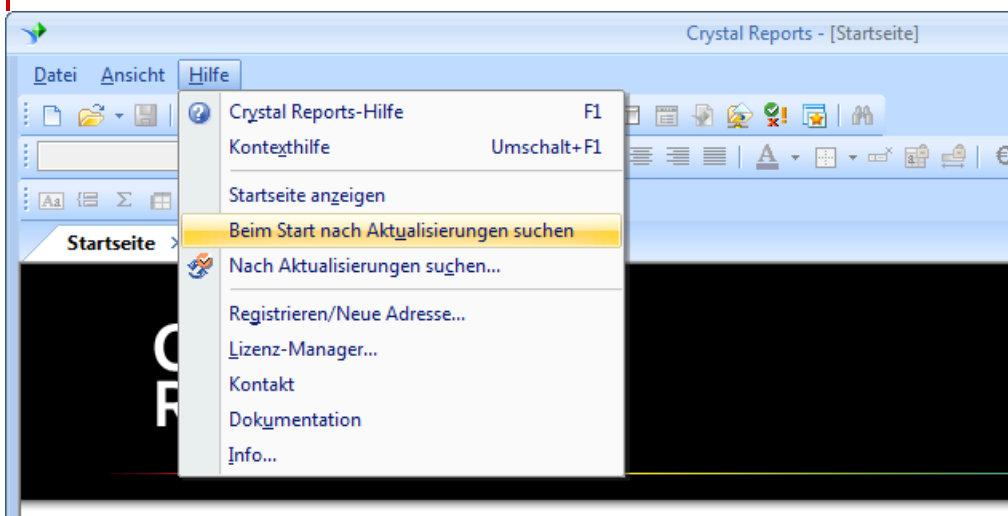 Crystal Reports - [Startseite]
Datei Ansicht Hilfe
Crystal Reports-Hilfe F1
Kontexthilfe Umschalt+F1
Startseite anzeigen
Beim Start nach Aktualisierungen suchen
Nach Aktualisierungen suchen...
Registrieren/Neue Adresse...
Lizenz-Manager...
Kontakt
Dokumentation
Info...
Startseite